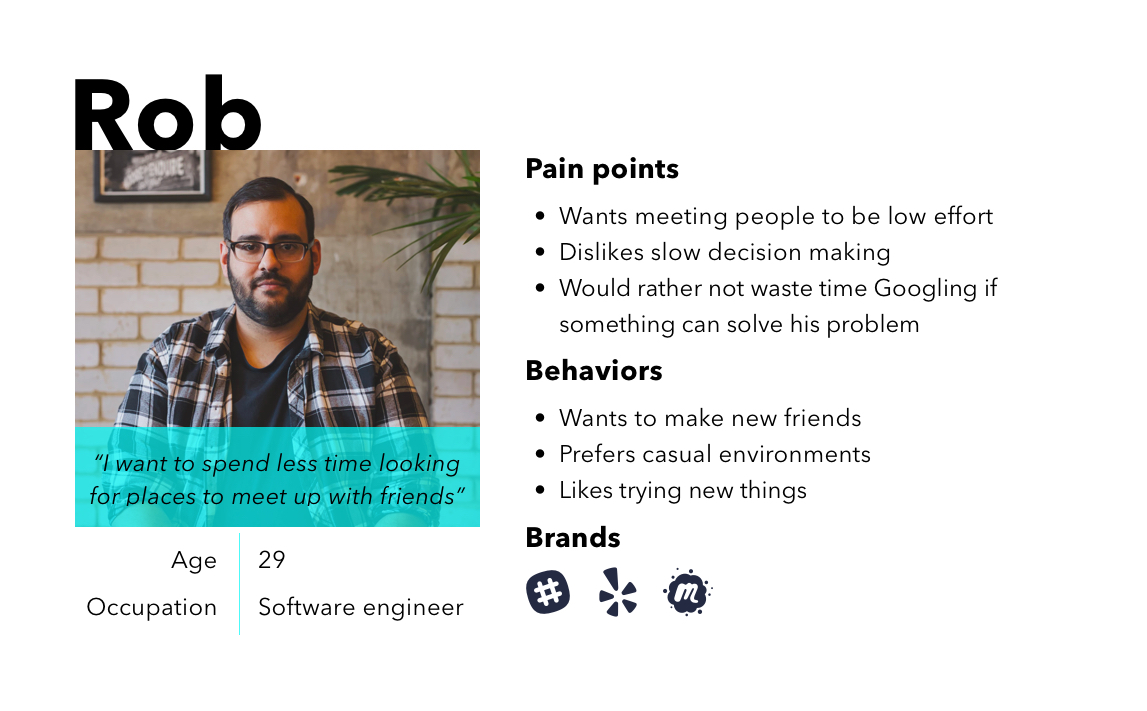 Rob
Pain points
• Wants meeting people to be low effort
• Dislikes slow decision making
• Would rather not waste time Googling if
something can solve his problem
Behaviors
• Wants to make new friends
• Prefers casual environments
• Likes trying new things
Brands
m
“I want to spend less time looking
for places to meet up with friends”
Age 29
Occupation Software engineer